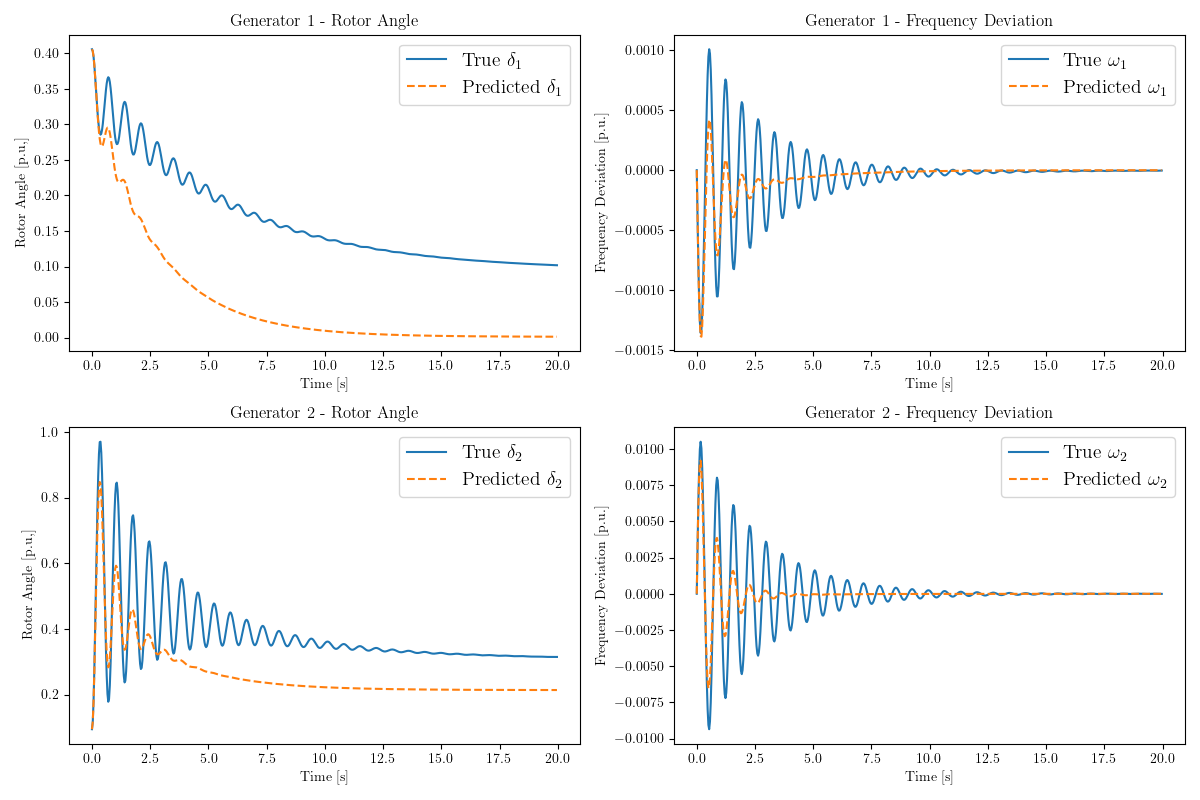 Generator 1 - Rotor Angle
True δ1
Predicted δ1
0.40
0.35
0.30
0.25
0.20
0.15
0.10
0.05
0.00
Rotor Angle [p.u.]
0.0 2.5 5.0 7.5 10.0 12.5 15.0 17.5 20.0
Time [s]
Generator 1 - Frequency Deviation
True ω1
Predicted ω1
0.0010
0.0005
0.0000
−0.0005
−0.0010
−0.0015
Frequency Deviation [p.u.]
0.0 2.5 5.0 7.5 10.0 12.5 15.0 17.5 20.0
Time [s]
Generator 2 - Rotor Angle
True δ2
Predicted δ2
1.0
0.8
0.6
0.4
0.2
Rotor Angle [p.u.]
0.0 2.5 5.0 7.5 10.0 12.5 15.0 17.5 20.0
Time [s]
Generator 2 - Frequency Deviation
True ω2
Predicted ω2
0.0100
0.0075
0.0050
0.0025
0.0000
−0.0025
−0.0050
−0.0075
−0.0100
Frequency Deviation [p.u.]
0.0 2.5 5.0 7.5 10.0 12.5 15.0 17.5 20.0
Time [s]